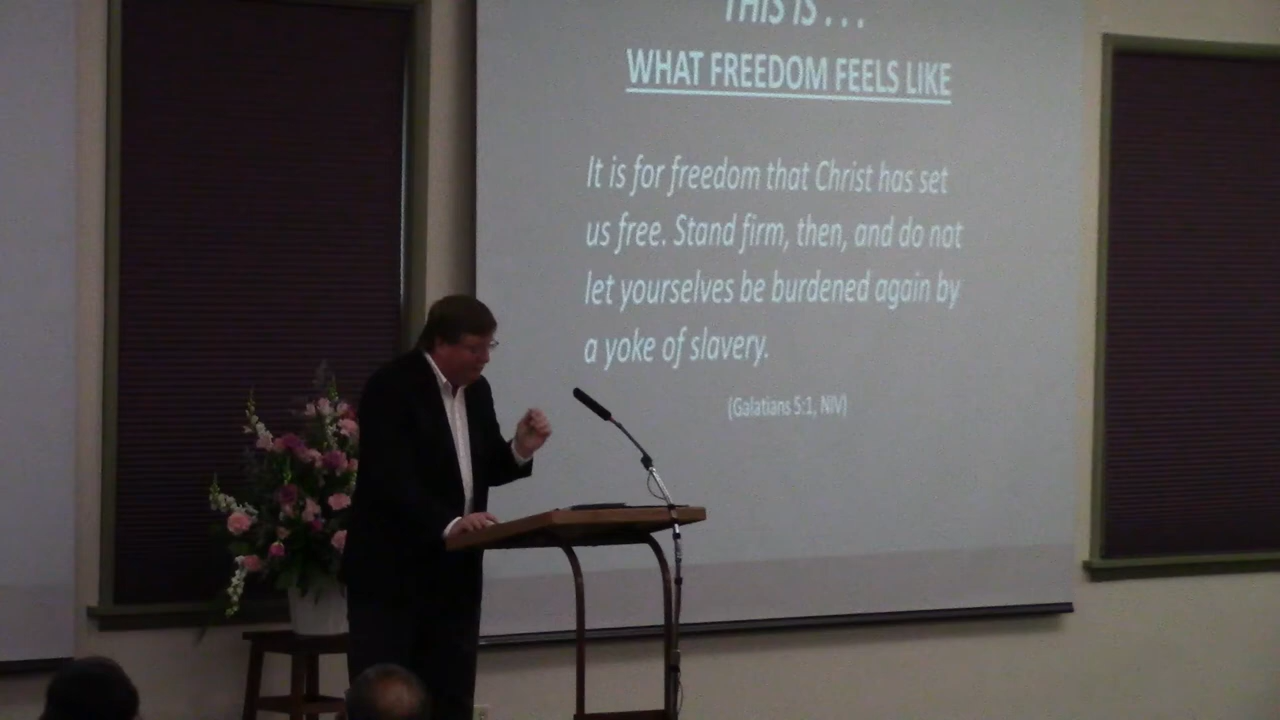 THIS IS . . .
WHAT FREEDOM FEELS LIKE
It is for freedom that Christ has set
us free. Stand firm, then, and do not
let yourselves be burdened again by
a yoke of slavery.
(Galatians 5:1, NIV)